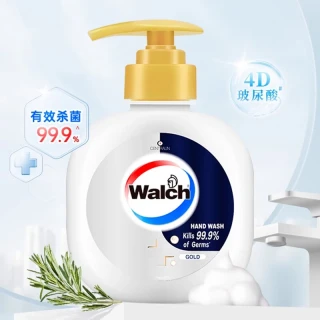 4D
玻尿酸
有效杀菌
99.9%
Walch
HAND WASH
Kills 99.9%
of Germs
GOLD